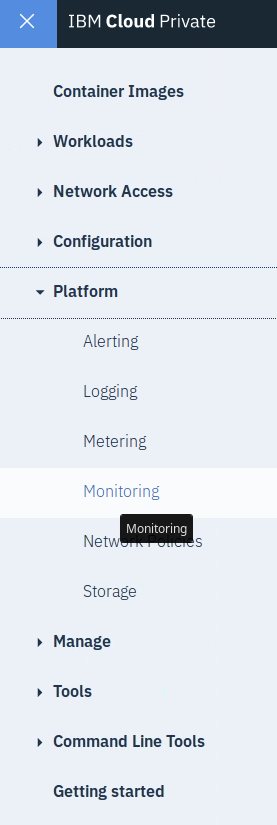 IBM Cloud Private
Container Images
Workloads
Network Access
Configuration
Platform
Alerting
Logging
Metering
Monitoring
Monitoring
Network Policies
Storage
Manage
Tools
Command Line Tools
Getting started